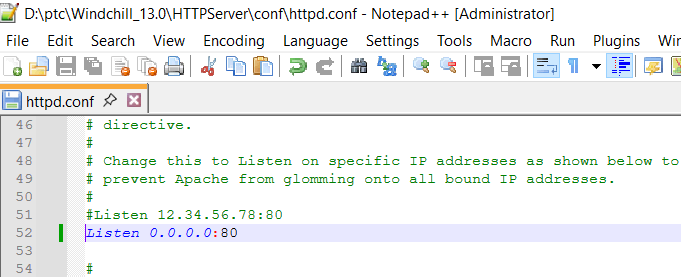 D:\ptc\Windchill_13.0\HTTPServer\conf\httpd.conf - Notepad++ [Administrator]
File Edit Search View Encoding Language Settings Tools Macro Run Plugins Win
httpd.conf
46 # directive.
47 #
48 # Change this to Listen on specific IP addresses as shown below to
49 # prevent Apache from glomming onto all bound IP addresses.
50 #
51 #Listen 12.34.56.78:80
52 Listen 0.0.0.0:80
53
54 #